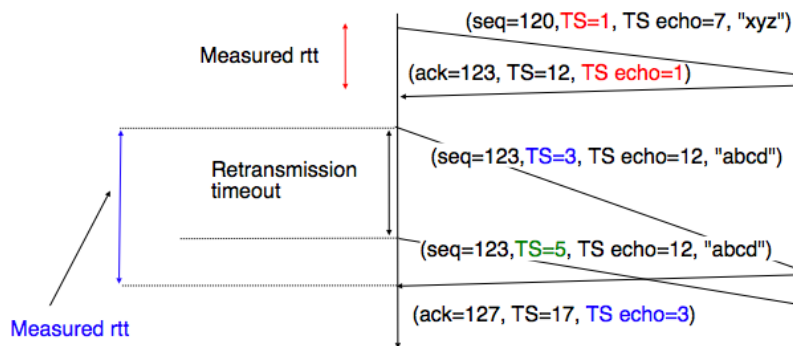 (seq=120,TS=1, TS echo=7, "xyz")
Measured rtt
(ack=123, TS=12, TS echo=1)
(seq=123,TS=3, TS echo=12, "abcd")
Retransmission
timeout
(seq=123,TS=5, TS echo=12, "abcd")
(ack=127, TS=17, TS echo=3)
Measured rtt